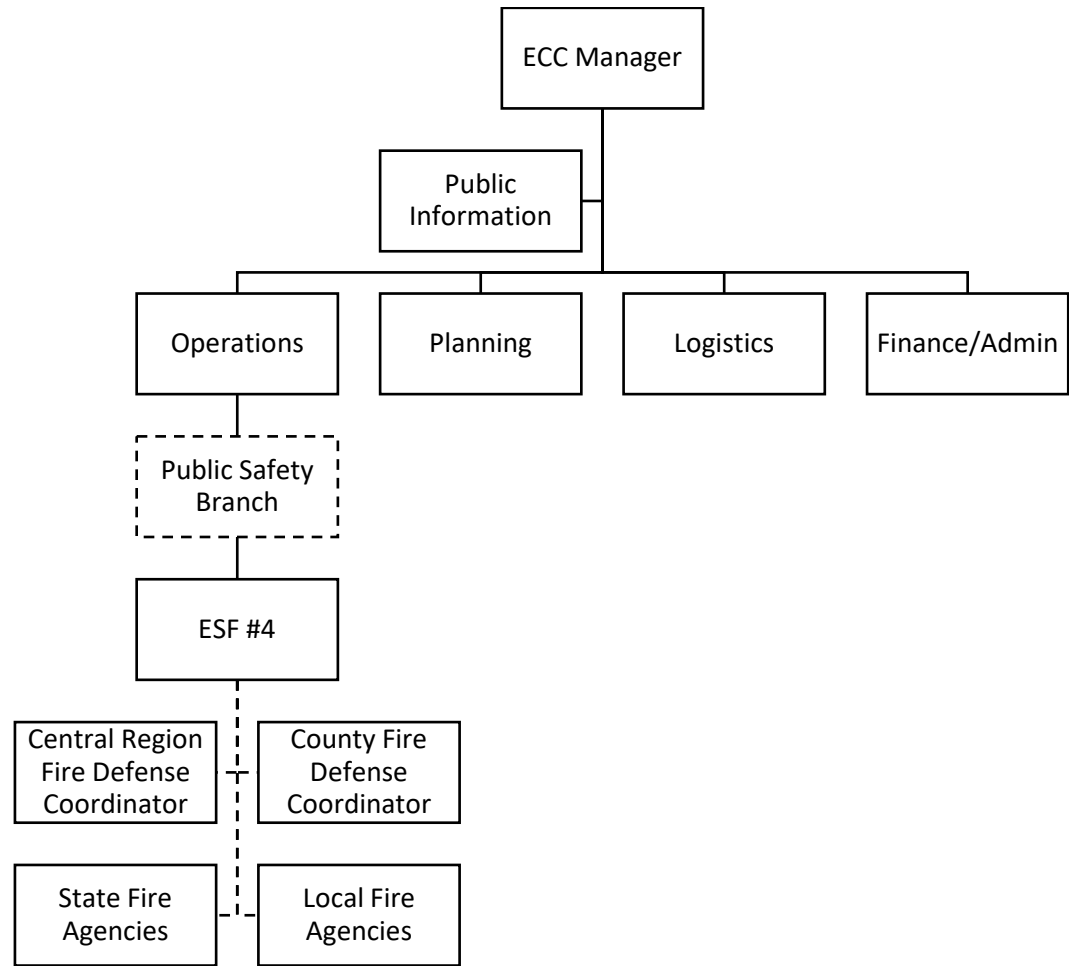 ECC Manager
Public
Information
Operations
Planning
Logistics
Finance/Admin
Public Safety
Branch
ESF #4
Central Region
Fire Defense
Coordinator
County Fire
Defense
Coordinator
State Fire
Agencies
Local Fire
Agencies